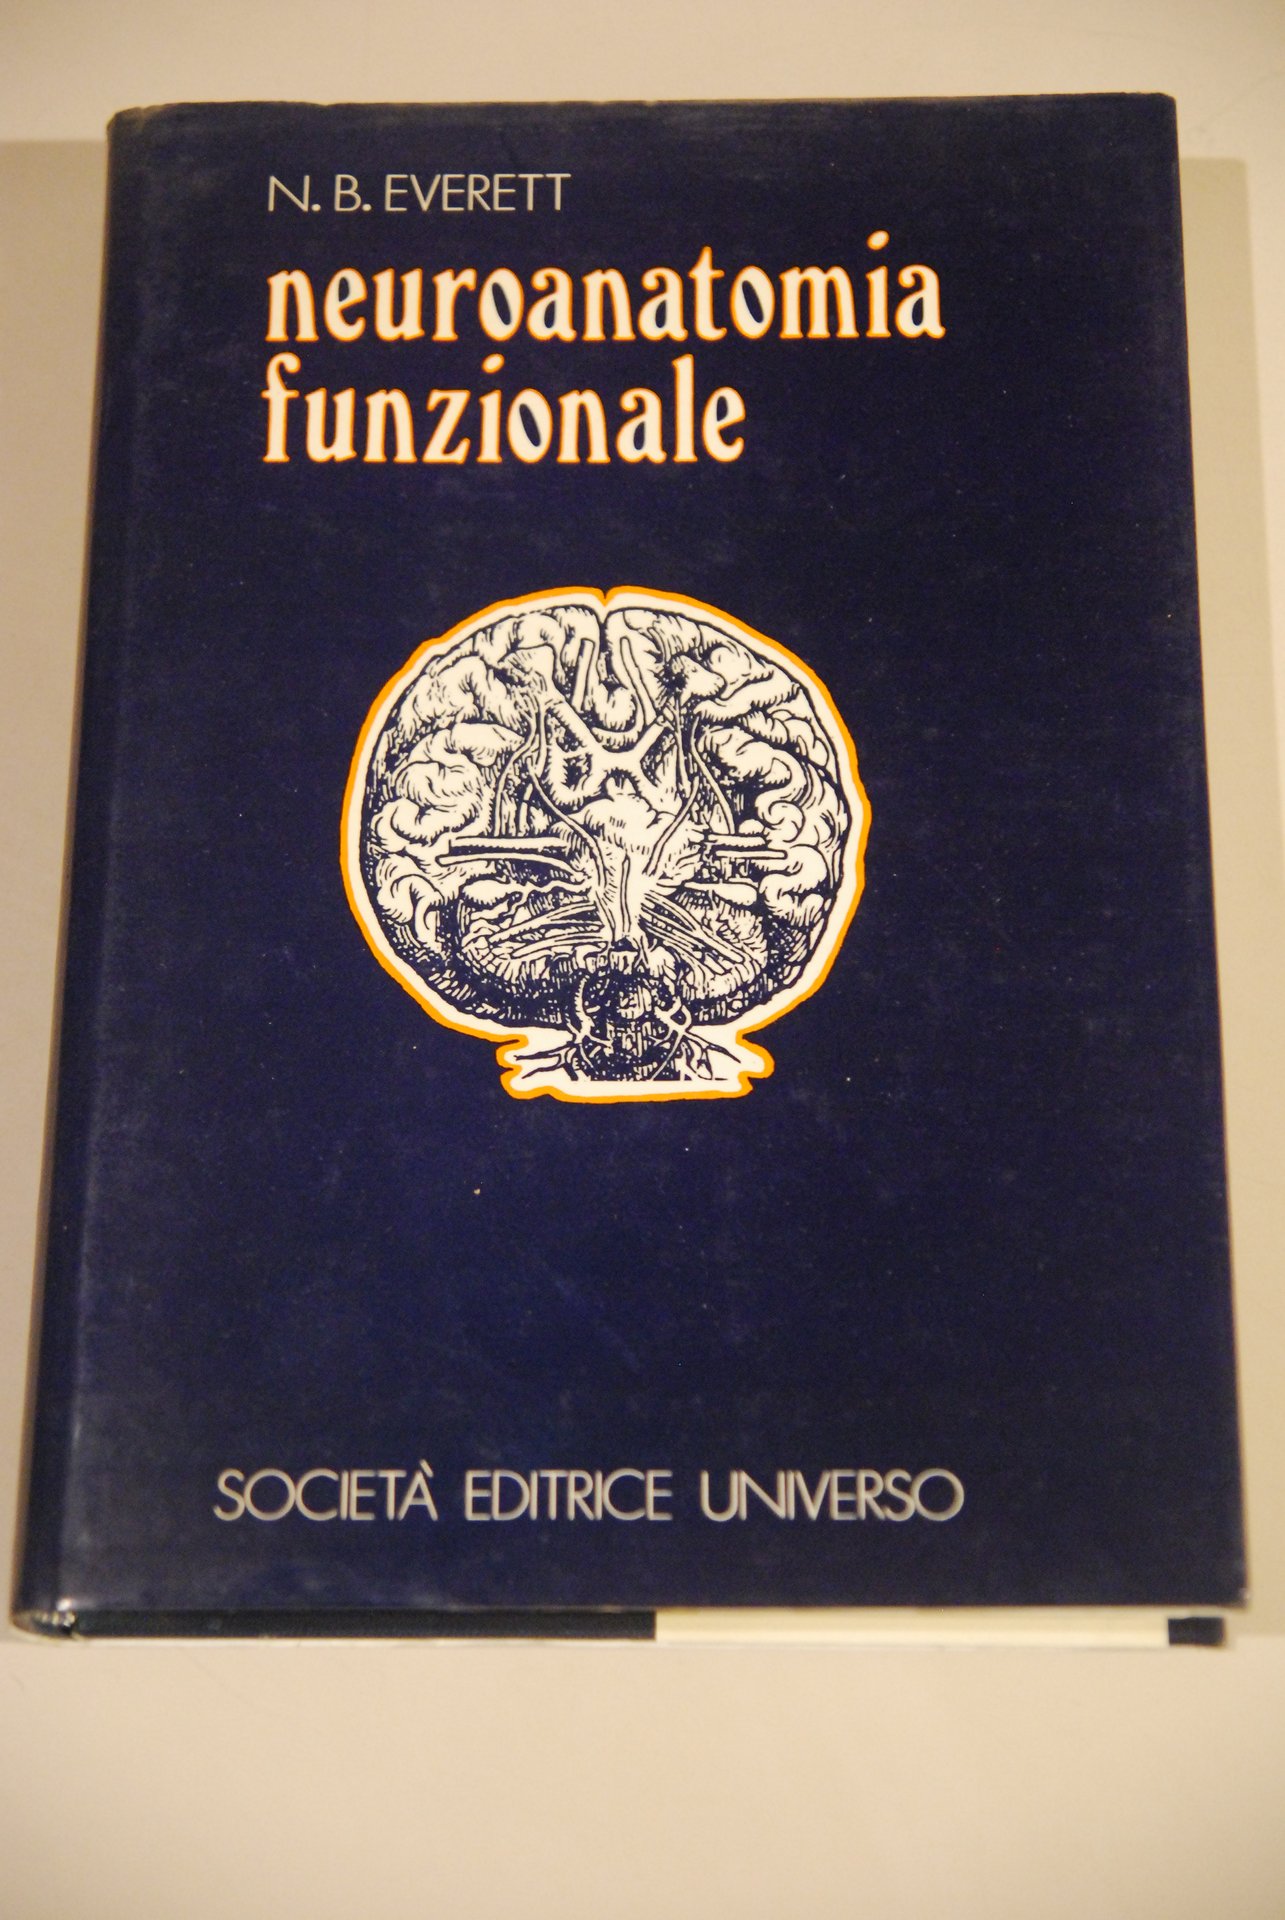 N. B. EVERETT
neuroanatomia
funzionale
SOCIETÀ EDITRICE UNIVERSO